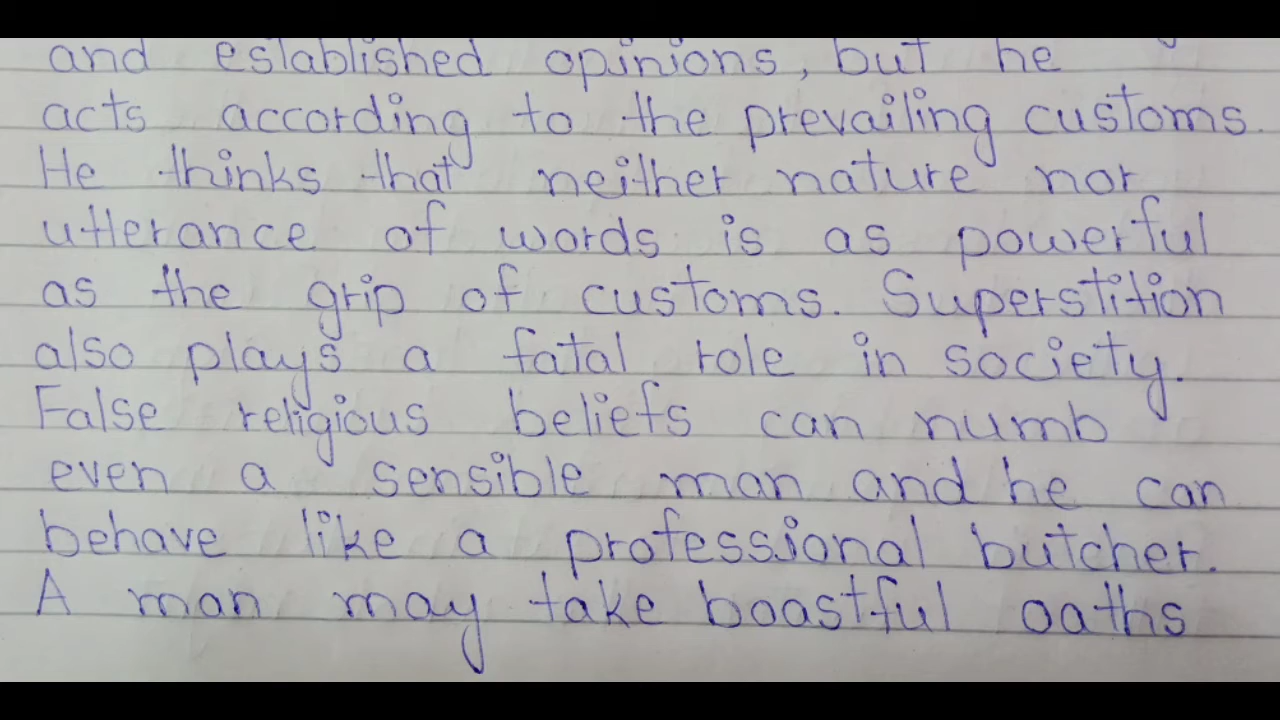 and established opinions, but he
acts according to the prevailing customs.
He thinks that neither nature nor
utterance of words is as powerful
as the grip of customs. Superstition
also plays a fatal role in society.
False religious beliefs can numb
even a sensible man and he can
behave like a professional butcher.
A man may take boastful oaths